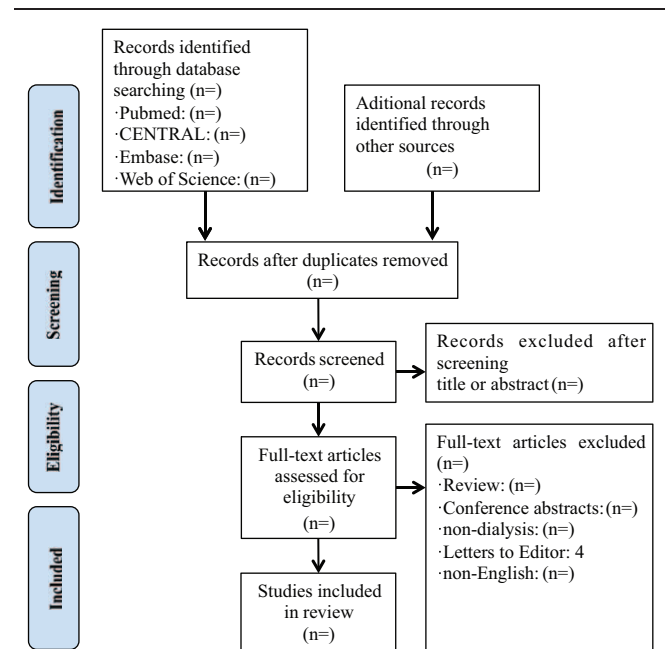 Identification
Records identified
through database
searching (n=)
·Pubmed: (n=)
·CENTRAL: (n=)
·Embase: (n=)
·Web of Science: (n=)
Aditional records
identified through
other sources
(n=)
Screening
Records after duplicates removed
(n=)
Records screened
(n=)
Records excluded after
screening
title or abstract (n=)
Eligibility
Full-text articles
assessed for
eligibility
(n=)
Full-text articles excluded
(n=)
·Review: (n=)
·Conference abstracts: (n=)
·non-dialysis: (n=)
·Letters to Editor: 4
·non-English: (n=)
Included
Studies included
in review
(n=)